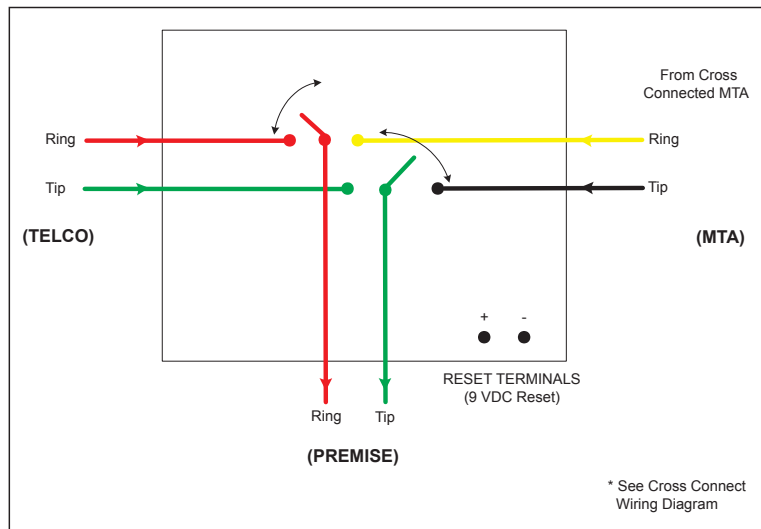 From Cross
Connected MTA
Ring
Ring
Tip
Tip
(TELCO)
(MTA)
+ -
RESET TERMINALS
(9 VDC Reset)
Ring
Tip
(PREMISE)
* See Cross Connect
Wiring Diagram